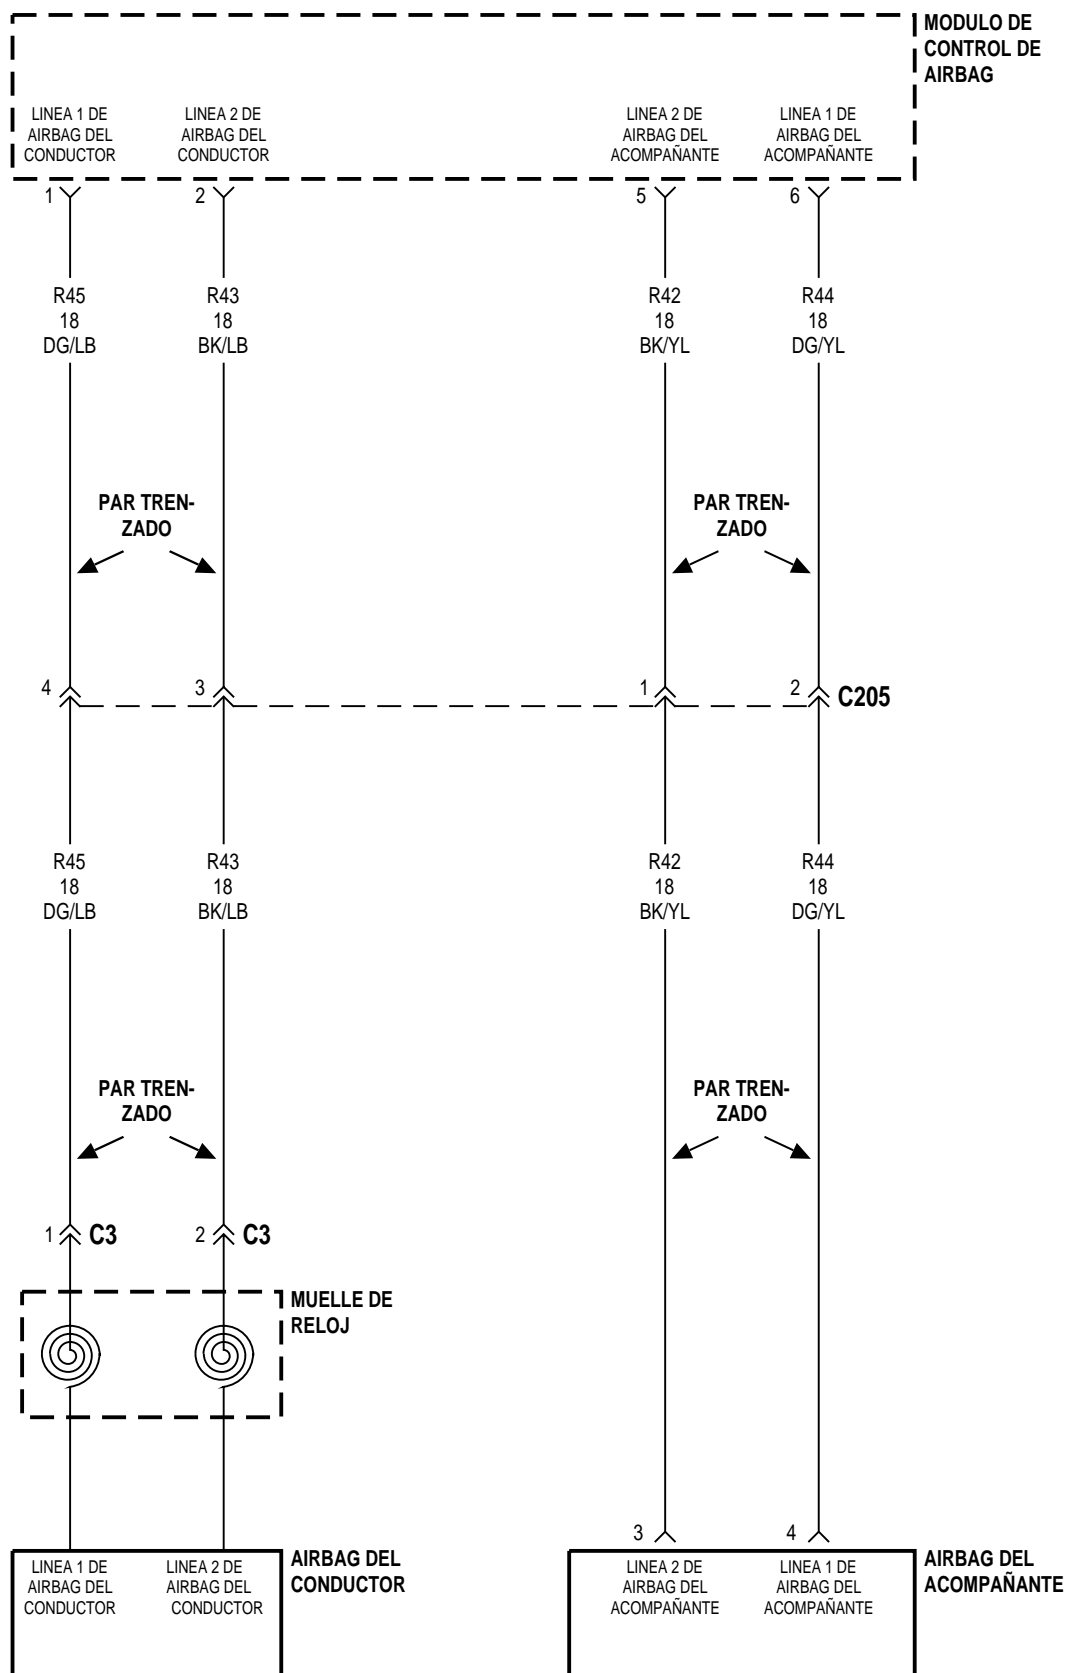 MODULO DE
CONTROL DE
AIRBAG
LINEA 1 DE
AIRBAG DEL
CONDUCTOR
LINEA 2 DE
AIRBAG DEL
CONDUCTOR
LINEA 2 DE
AIRBAG DEL
ACOMPAÑANTE
LINEA 1 DE
AIRBAG DEL
ACOMPAÑANTE
1
2
5
6
R45
18
DG/LB
R43
18
BK/LB
R42
18
BK/YL
R44
18
DG/YL
PAR TREN-
ZADO
PAR TREN-
ZADO
4
3
1
2
C205
R45
18
DG/LB
R43
18
BK/LB
R42
18
BK/YL
R44
18
DG/YL
PAR TREN-
ZADO
PAR TREN-
ZADO
1
C3
2
C3
MUELLE DE
RELOJ
3
4
LINEA 1 DE
AIRBAG DEL
CONDUCTOR
LINEA 2 DE
AIRBAG DEL
CONDUCTOR
AIRBAG DEL
CONDUCTOR
LINEA 2 DE
AIRBAG DEL
ACOMPAÑANTE
LINEA 1 DE
AIRBAG DEL
ACOMPAÑANTE
AIRBAG DEL
ACOMPAÑANTE